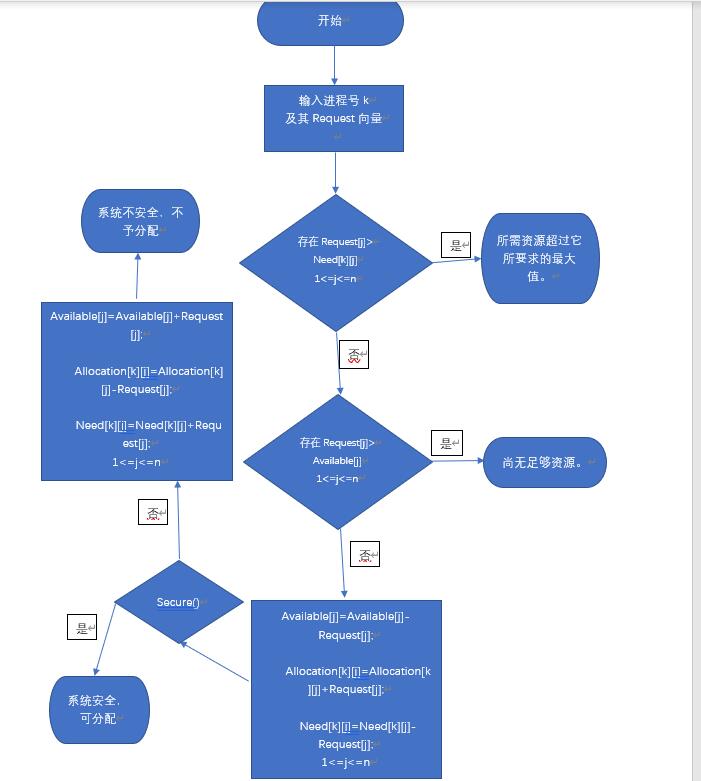 开始
输入进程号 k
及其 Request 向量
系统不安全，不
予分配
存在 Request[j]>
Need[k][j]
1<=j<=n
是
所需资源超过它
所要求的最大
值。
Available[j]=Available[j]+Request
[j];
Allocation[k][j]=Allocation[k]
[j]-Request[j];
Need[k][j]=Need[k][j]+Requ
est[j];
1<=j<=n
否
存在 Request[j]>
Available[j]
1<=j<=n
是
尚无足够资源。
否
否
Secure()
是
系统安全，
可分配
Available[j]=Available[j]-
Request[j];
Allocation[k][j]=Allocation[k
][j]+Request[j];
Need[k][j]=Need[k][j]-
Request[j];
1<=j<=n